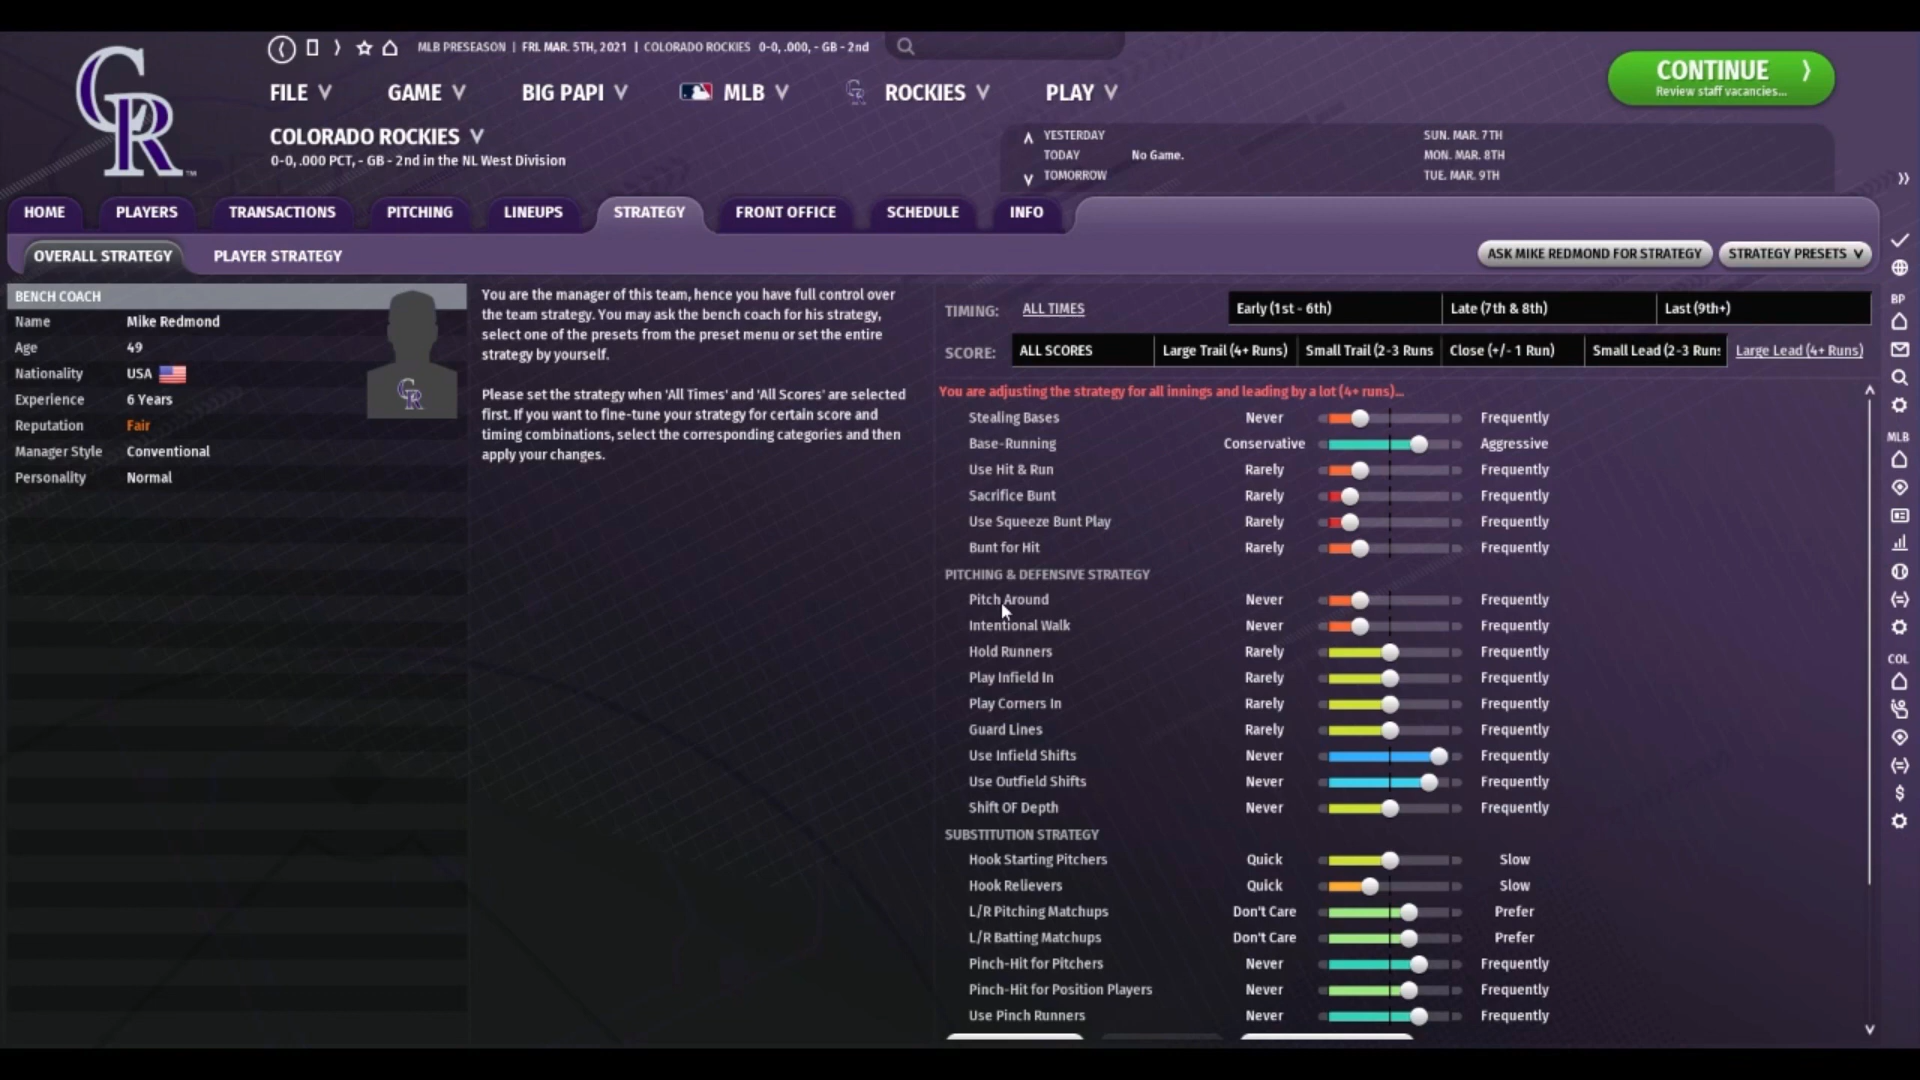 MLB PRESEASON | FRI. MAR. 5TH, 2021 | COLORADO ROCKIES 0-0, .000, - GB - 2nd
FILE GAME BIG PAPI MLB ROCKIES PLAY
CONTINUE
Review staff vacancies...
COLORADO ROCKIES
0-0, .000 PCT, - GB - 2nd in the NL West Division
YESTERDAY SUN. MAR. 7TH
TODAY No Game. MON. MAR. 8TH
TOMORROW TUE. MAR. 9TH
HOME PLAYERS TRANSACTIONS PITCHING LINEUPS STRATEGY FRONT OFFICE SCHEDULE INFO
OVERALL STRATEGY PLAYER STRATEGY ASK MIKE REDMOND FOR STRATEGY STRATEGY PRESETS
BENCH COACH
Name Mike Redmond
Age 49
Nationality USA
Experience 6 Years
Reputation Fair
Manager Style Conventional
Personality Normal
You are the manager of this team, hence you have full control over
the team strategy. You may ask the bench coach for his strategy,
select one of the presets from the preset menu or set the entire
strategy by yourself.
Please set the strategy when 'All Times' and 'All Scores' are selected
first. If you want to fine-tune your strategy for certain score and
timing combinations, select the corresponding categories and then
apply your changes.
TIMING: ALL TIMES Early (1st - 6th) Late (7th & 8th) Last (9th+)
SCORE: ALL SCORES Large Trail (4+ Runs) Small Trail (2-3 Runs Close (+/- 1 Run) Small Lead (2-3 Runs Large Lead (4+ Runs)
You are adjusting the strategy for all innings and leading by a lot (4+ runs)...
Stealing Bases Never Frequently
Base-Running Conservative Aggressive
Use Hit & Run Rarely Frequently
Sacrifice Bunt Rarely Frequently
Use Squeeze Bunt Play Rarely Frequently
Bunt for Hit Rarely Frequently
PITCHING & DEFENSIVE STRATEGY
Pitch Around Never Frequently
Intentional Walk Never Frequently
Hold Runners Rarely Frequently
Play Infield In Rarely Frequently
Play Corners In Rarely Frequently
Guard Lines Rarely Frequently
Use Infield Shifts Never Frequently
Use Outfield Shifts Never Frequently
Shift OF Depth Never Frequently
SUBSTITUTION STRATEGY
Hook Starting Pitchers Quick Slow
Hook Relievers Quick Slow
L/R Pitching Matchups Don't Care Prefer
L/R Batting Matchups Don't Care Prefer
Pinch-Hit for Pitchers Never Frequently
Pinch-Hit for Position Players Never Frequently
Use Pinch Runners Never Frequently
BP
MLB
COL
CR
TM